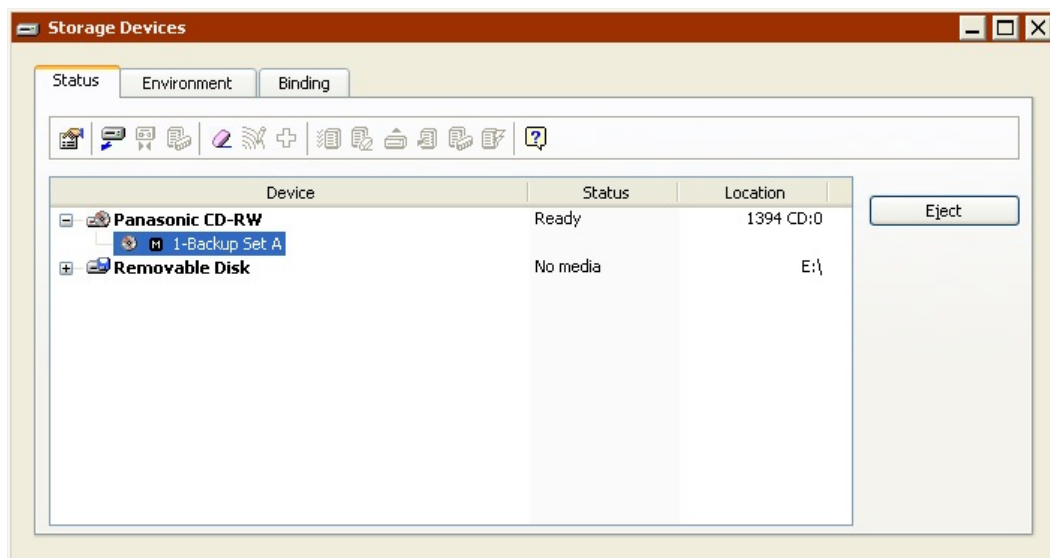 Storage Devices
Status Environment Binding
Device Status Location
Panasonic CD-RW Ready 1394 CD:0
Eject
M 1-Backup Set A
Removable Disk No media E:\